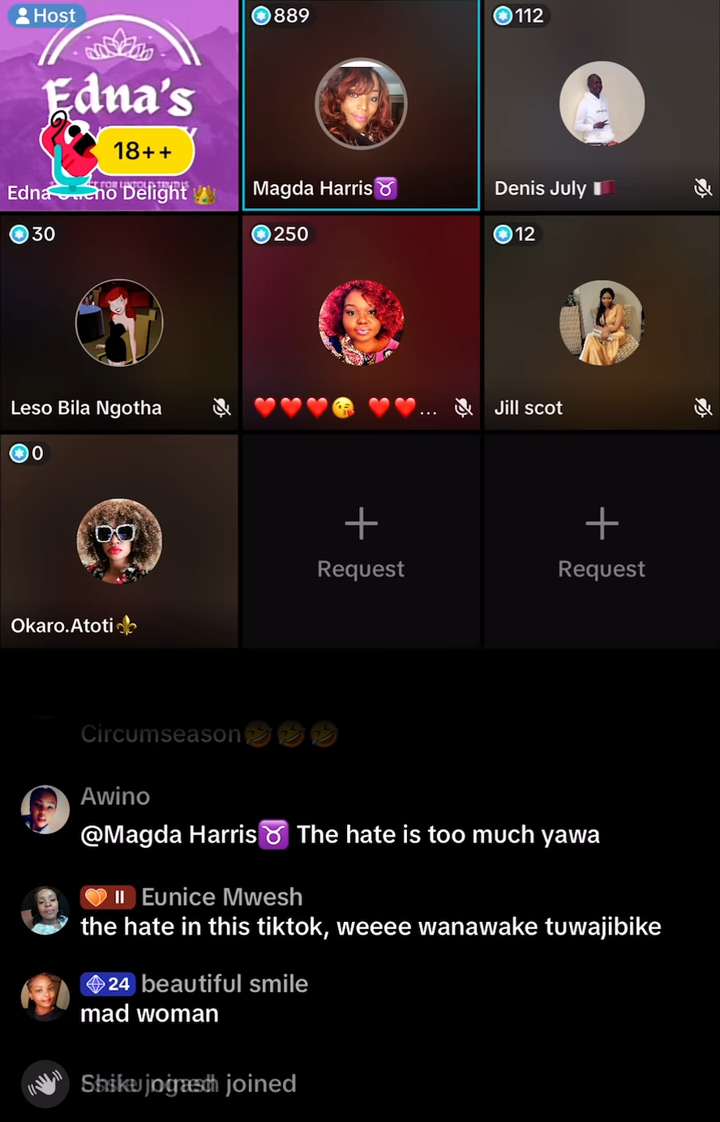 Host
Edna's
18++
Edna Otieno Delight 👑
889
Magda Harris♉
112
Denis July 🇶🇦
30
Leso Bila Ngotha
250
❤️❤️❤️😘 ❤️❤️...
12
Jill scot
0
Okaro.Atoti⚜️
+
Request
+
Request
Circumseason🤣🤣🤣
Awino
@Magda Harris♉ The hate is too much yawa
II Eunice Mwesh
the hate in this tiktok, weeee wanawake tuwajibike
24 beautiful smile
mad woman
joined